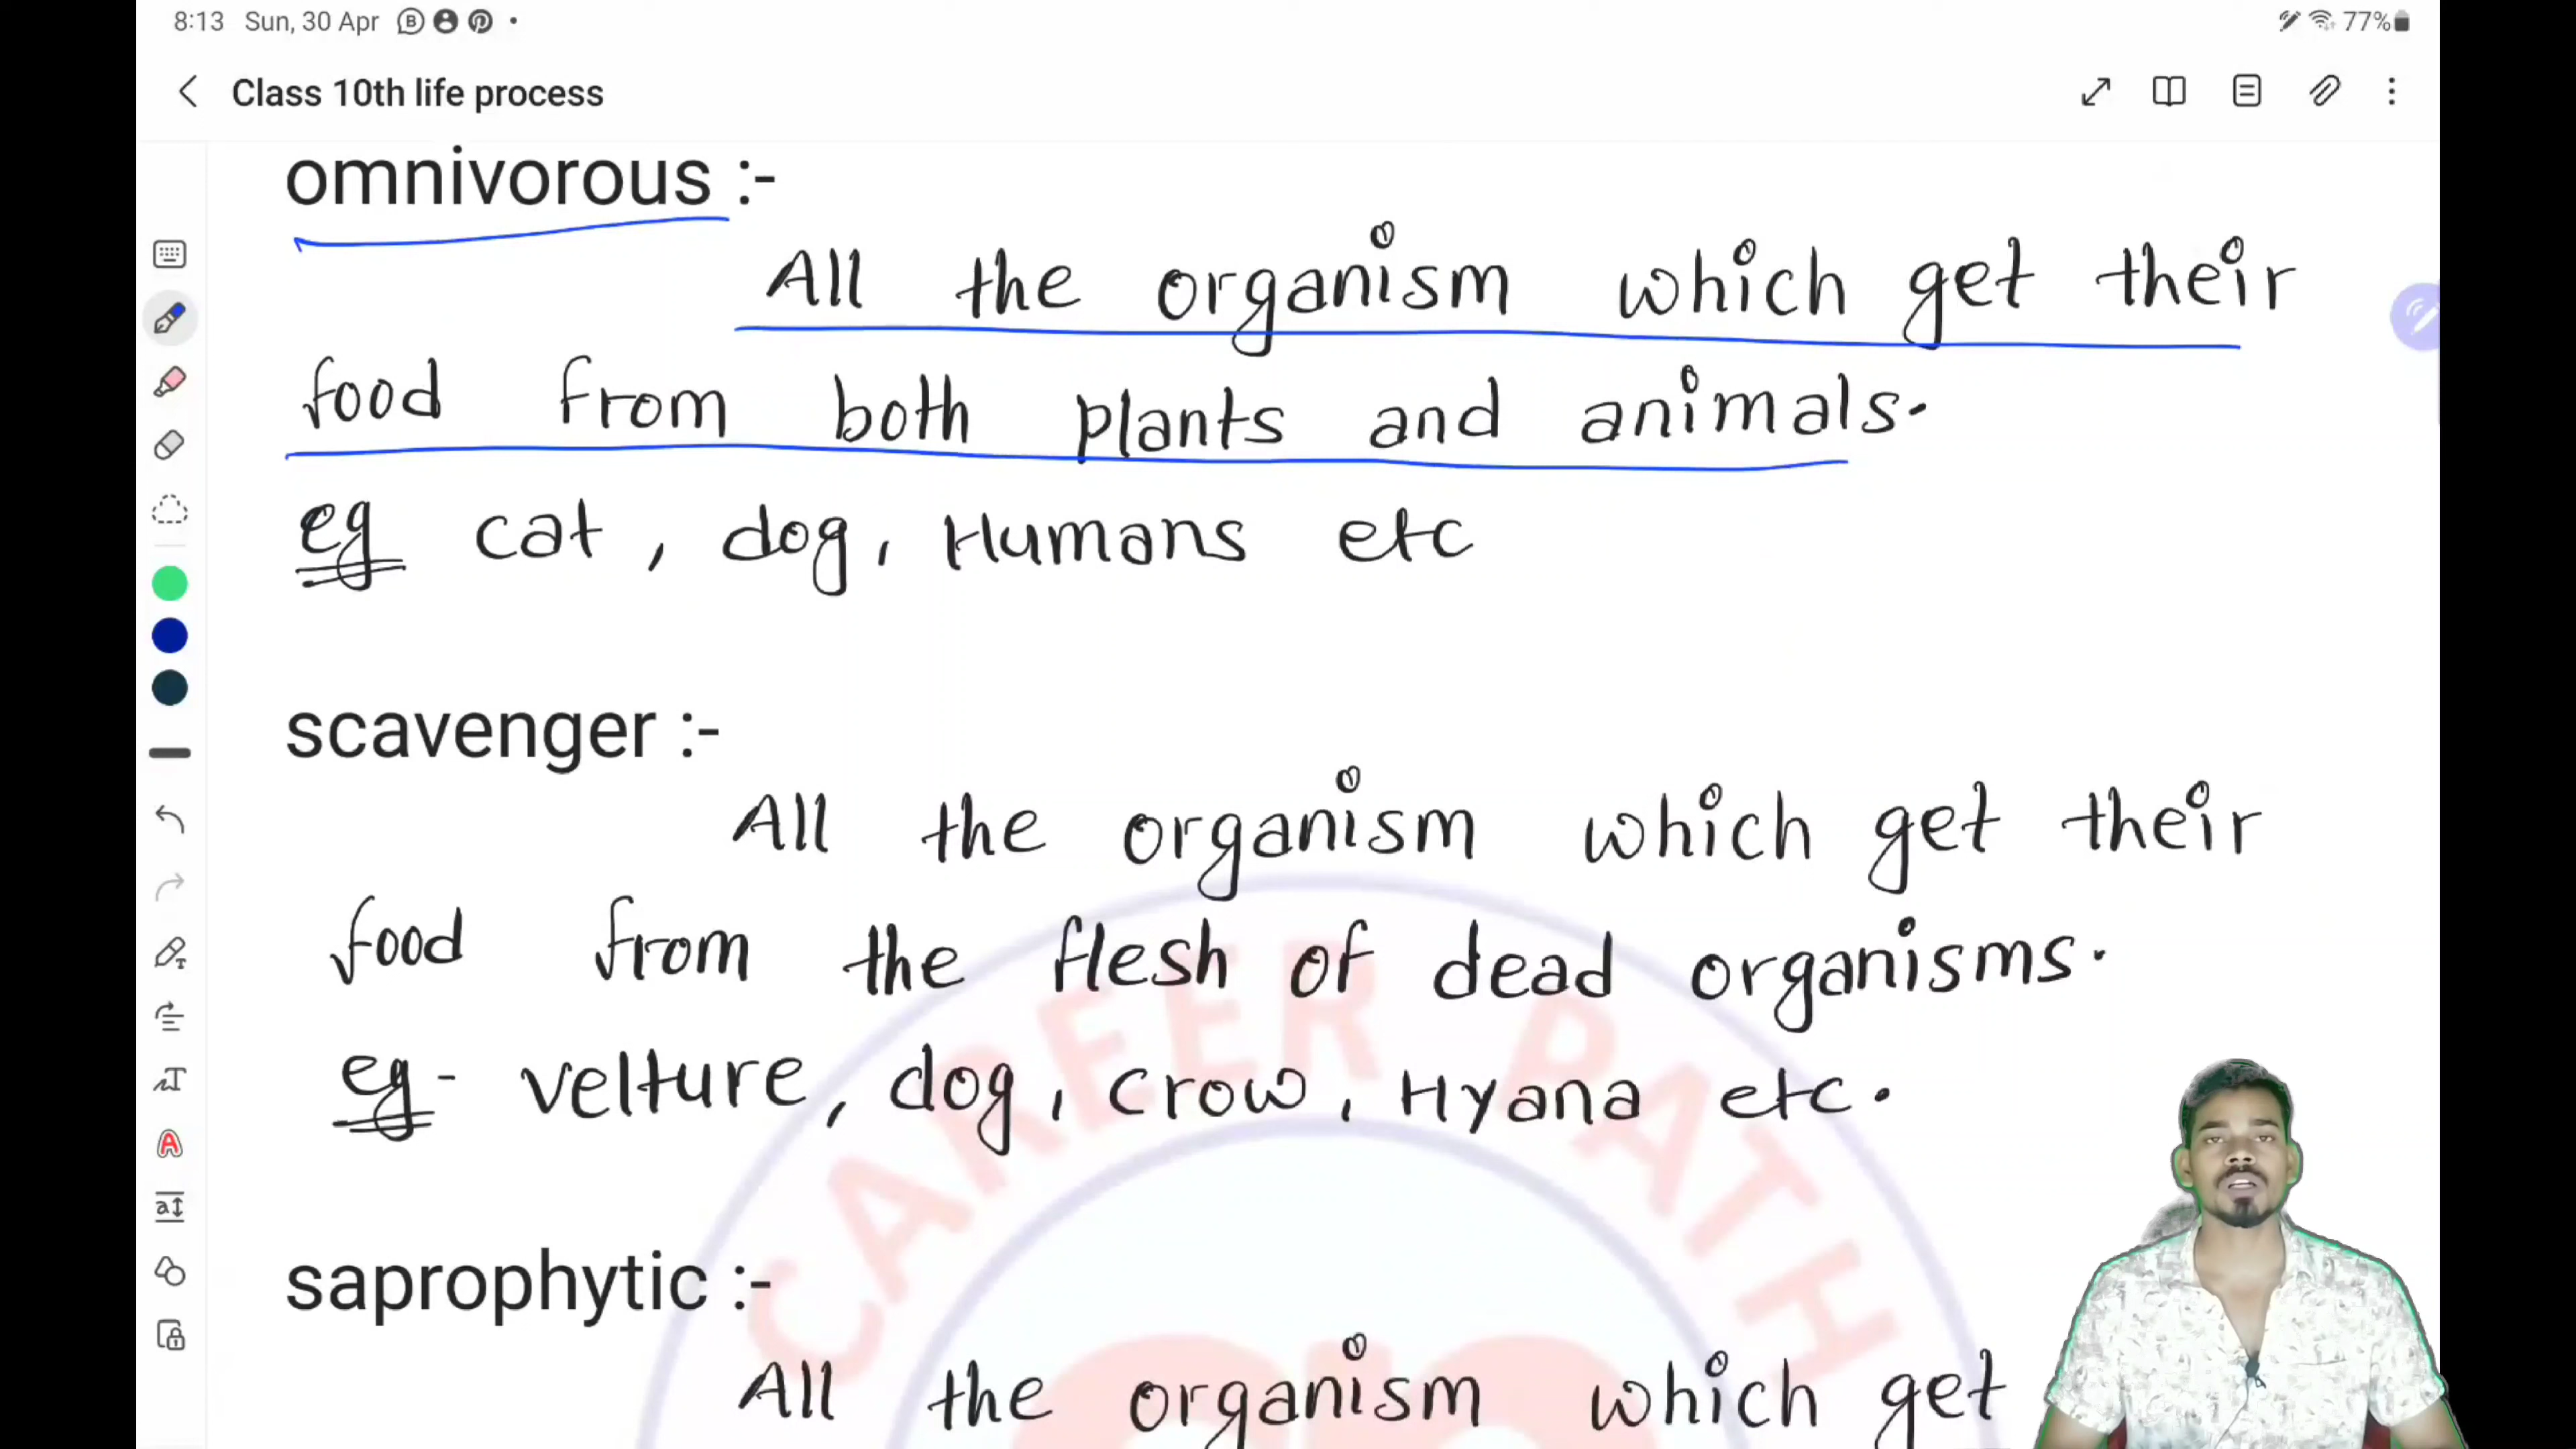 8:13 Sun, 30 Apr
77%
Class 10th life process
omnivorous :-
All the organism which get their
food from both plants and animals.
eg cat, dog, Humans etc
scavenger :-
All the organism which get their
food from the flesh of dead organisms.
eg - velture, dog, crow, Hyana etc.
saprophytic :-
All the organism which get
CAREER PATH